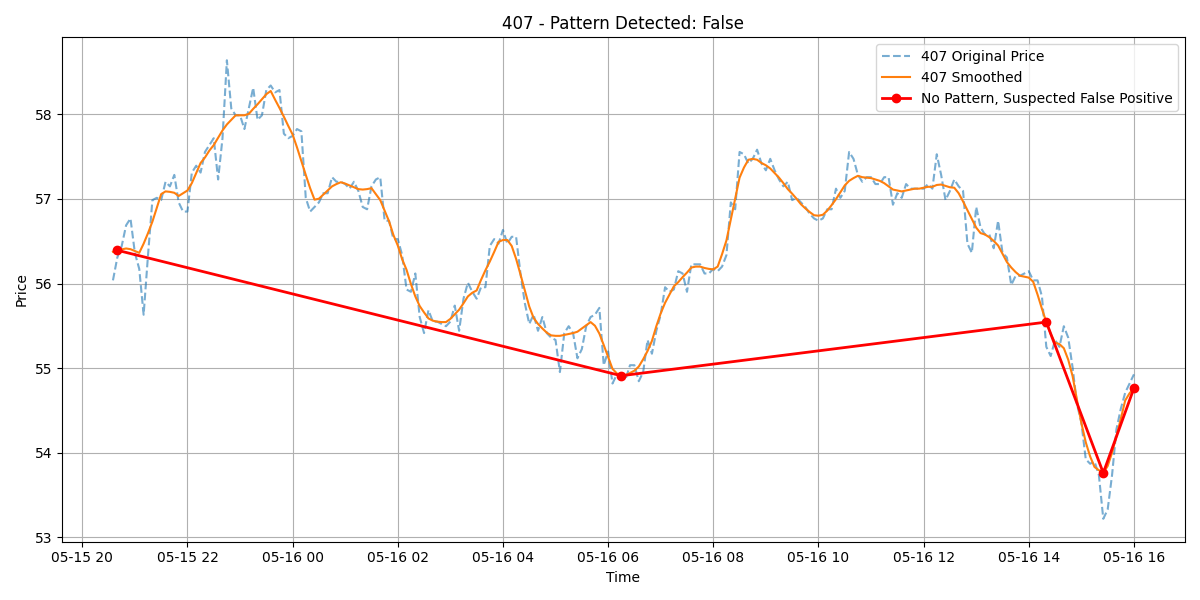 407 - Pattern Detected: False
407 Original Price
407 Smoothed
No Pattern, Suspected False Positive
Price
58
57
56
55
54
53
05-15 20 05-15 22 05-16 00 05-16 02 05-16 04 05-16 06 05-16 08 05-16 10 05-16 12 05-16 14 05-16 16
Time